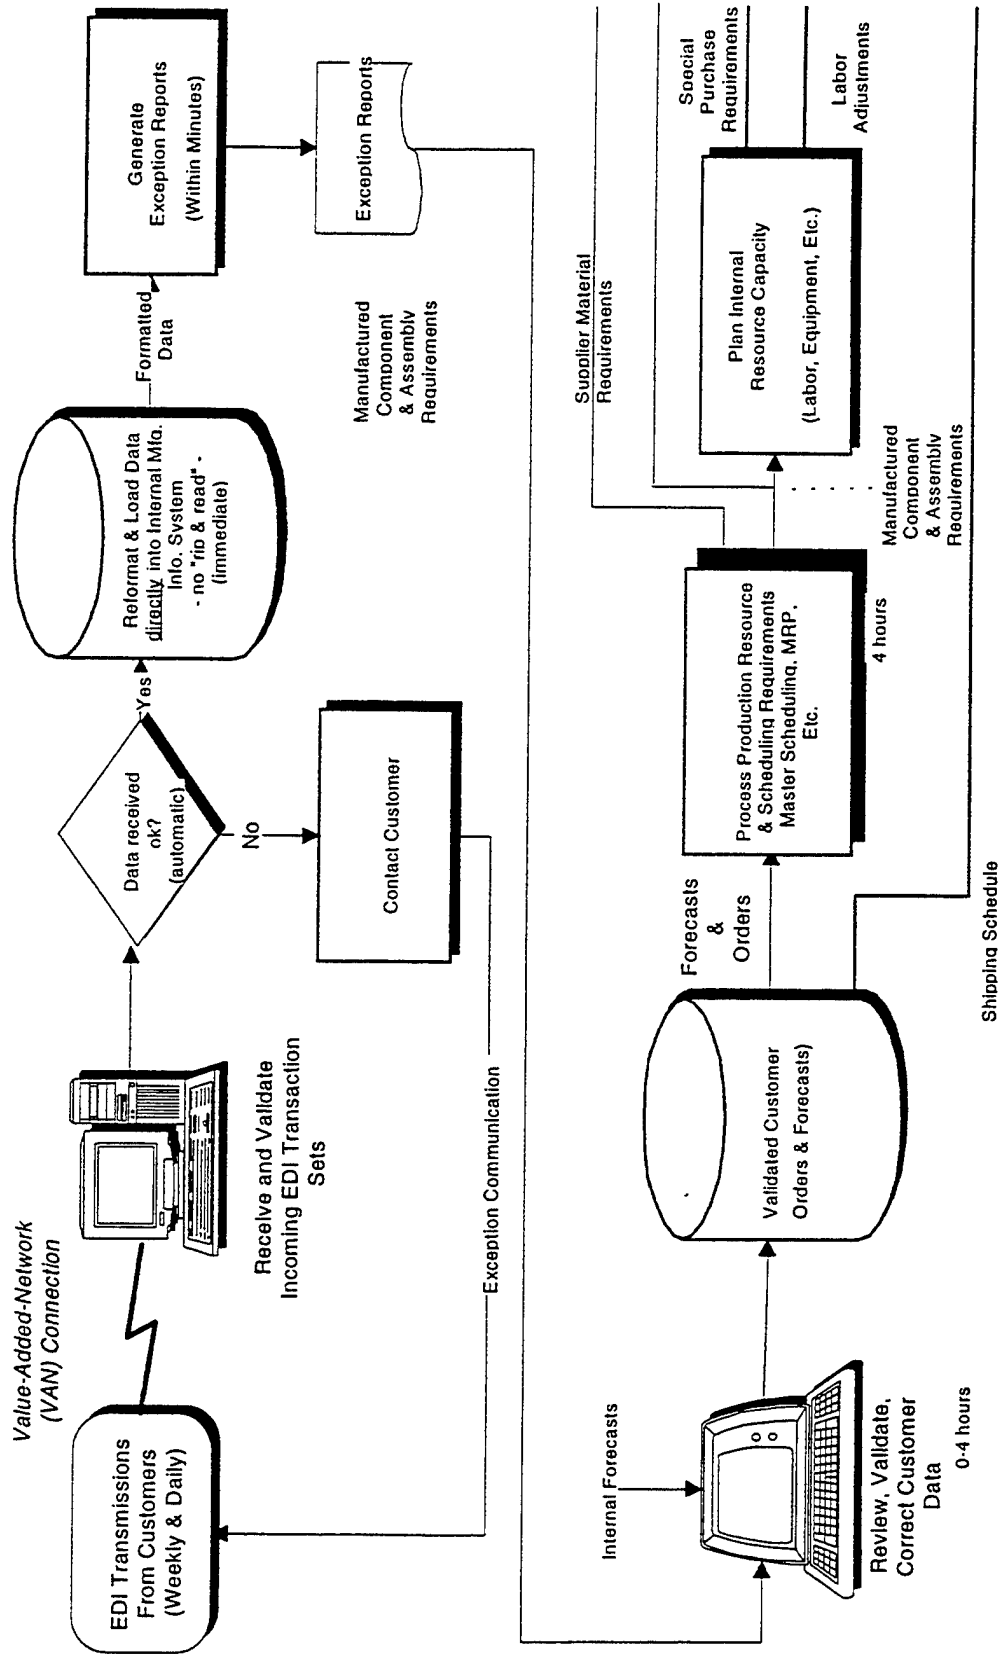 Value-Added-Network
(VAN) Connection
EDI Transmissions
From Customers
(Weekly & Daily)
Receive and Validate
Incoming EDI Transaction
Sets
Data received
ok?
(automatic)
Yes
No
Contact Customer
Exception Communication
Reformat & Load Data
directly into Internal Mfg.
Info. System
- no "rip & read" -
(immediate)
Formatted
Data
Generate
Exception Reports
(Within Minutes)
Exception Reports
Manufactured
Component
& Assembly
Requirements
Internal Forecasts
Review, Validate,
Correct Customer
Data
0-4 hours
Validated Customer
Orders & Forecasts)
Forecasts
&
Orders
Process Production Resource
& Scheduling Requirements
Master Scheduling, MRP,
Etc.
4 hours
Supplier Material
Requirements
Manufactured
Component
& Assembly
Requirements
Plan Internal
Resource Capacity
(Labor, Equipment, Etc.)
Special
Purchase
Requirements
Labor
Adjustments
Shipping Schedule